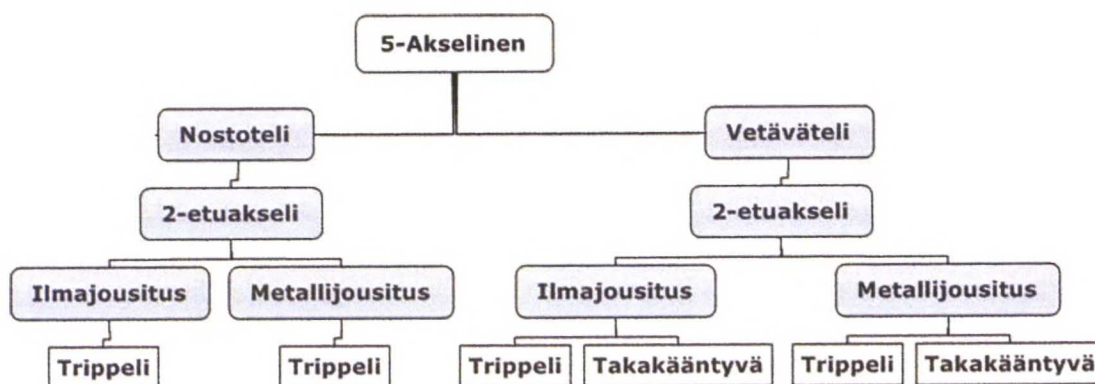 5-Akselinen
Nostoteli
Vetäväteli
2-etuakseli
2-etuakseli
Ilmajousitus
Metallijousitus
Ilmajousitus
Metallijousitus
Trippeli
Trippeli
Trippeli
Takakääntyvä
Trippeli
Takakääntyvä